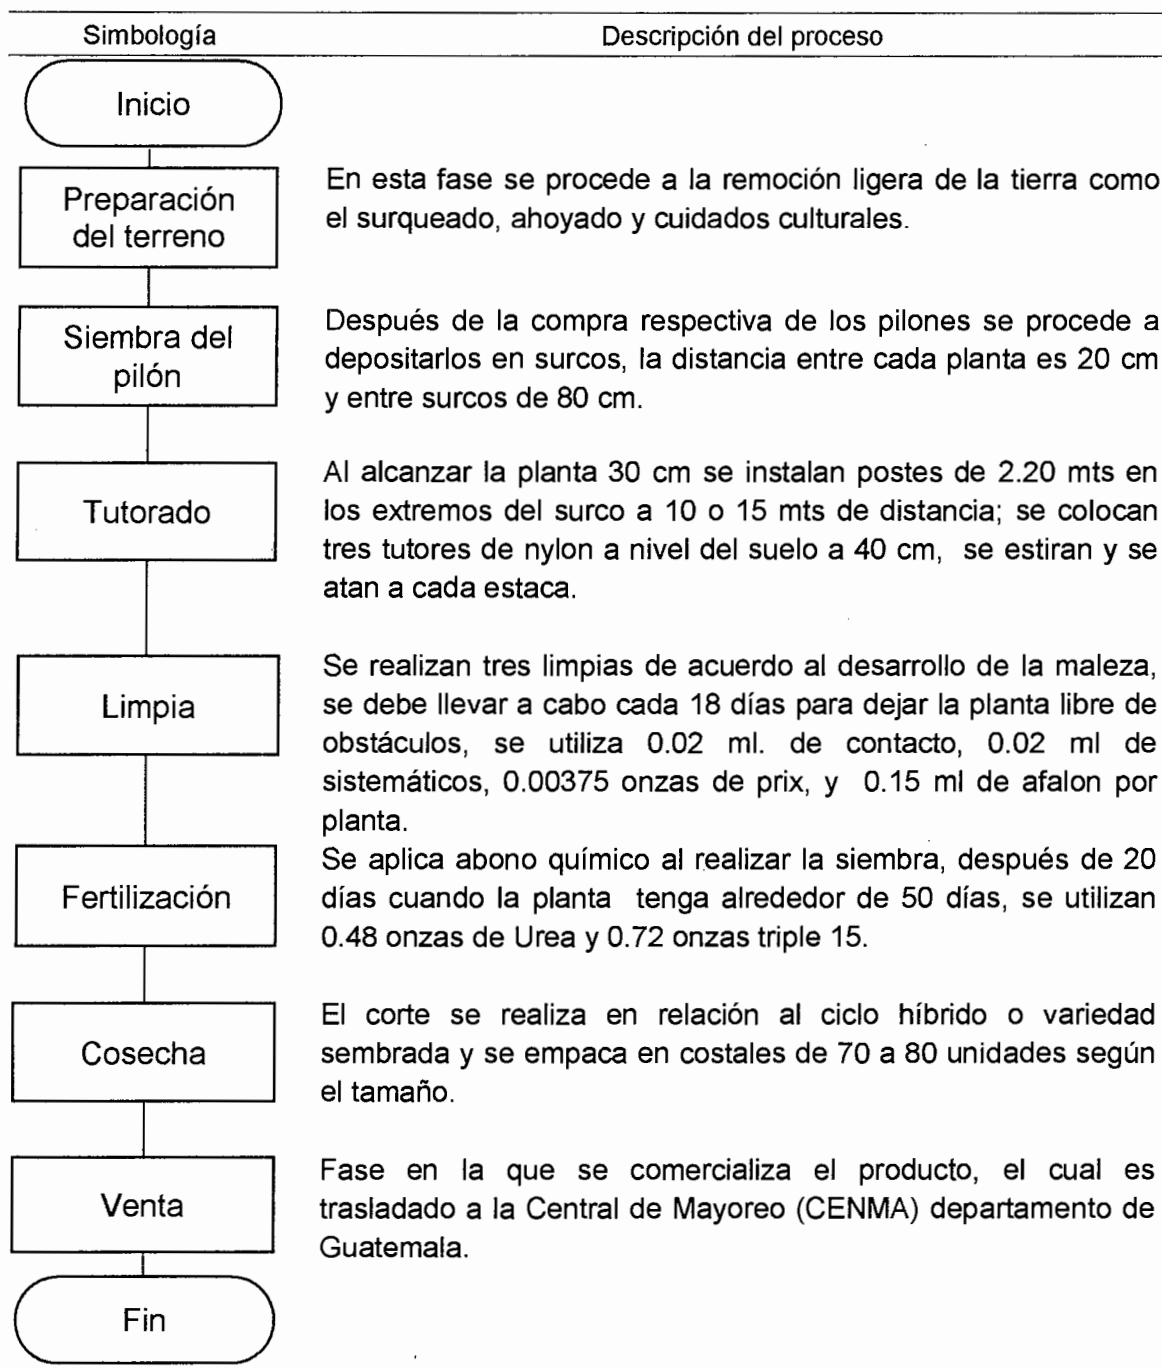 Simbología Descripción del proceso
Inicio
Preparación
del terreno
En esta fase se procede a la remoción ligera de la tierra como
el surqueado, ahoyado y cuidados culturales.
Siembra del
pilón
Después de la compra respectiva de los pilones se procede a
depositarlos en surcos, la distancia entre cada planta es 20 cm
y entre surcos de 80 cm.
Tutorado
Al alcanzar la planta 30 cm se instalan postes de 2.20 mts en
los extremos del surco a 10 o 15 mts de distancia; se colocan
tres tutores de nylon a nivel del suelo a 40 cm, se estiran y se
atan a cada estaca.
Limpia
Se realizan tres limpias de acuerdo al desarrollo de la maleza,
se debe llevar a cabo cada 18 días para dejar la planta libre de
obstáculos, se utiliza 0.02 ml. de contacto, 0.02 ml de
sistemáticos, 0.00375 onzas de prix, y 0.15 ml de afalon por
planta.
Fertilización
Se aplica abono químico al realizar la siembra, después de 20
días cuando la planta tenga alrededor de 50 días, se utilizan
0.48 onzas de Urea y 0.72 onzas triple 15.
Cosecha
El corte se realiza en relación al ciclo híbrido o variedad
sembrada y se empaca en costales de 70 a 80 unidades según
el tamaño.
Venta
Fase en la que se comercializa el producto, el cual es
trasladado a la Central de Mayoreo (CENMA) departamento de
Guatemala.
Fin